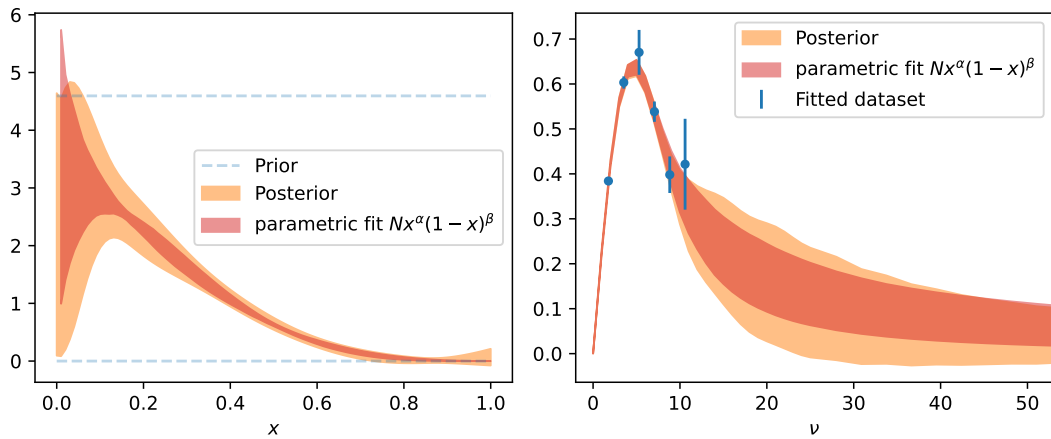 6
5
4
3
2
1
0
Prior
Posterior
parametric fit Nx^α(1 − x)^β
0.0 0.2 0.4 0.6 0.8 1.0
x
0.7
0.6
0.5
0.4
0.3
0.2
0.1
0.0
Posterior
parametric fit Nx^α(1 − x)^β
Fitted dataset
0 10 20 30 40 50
ν